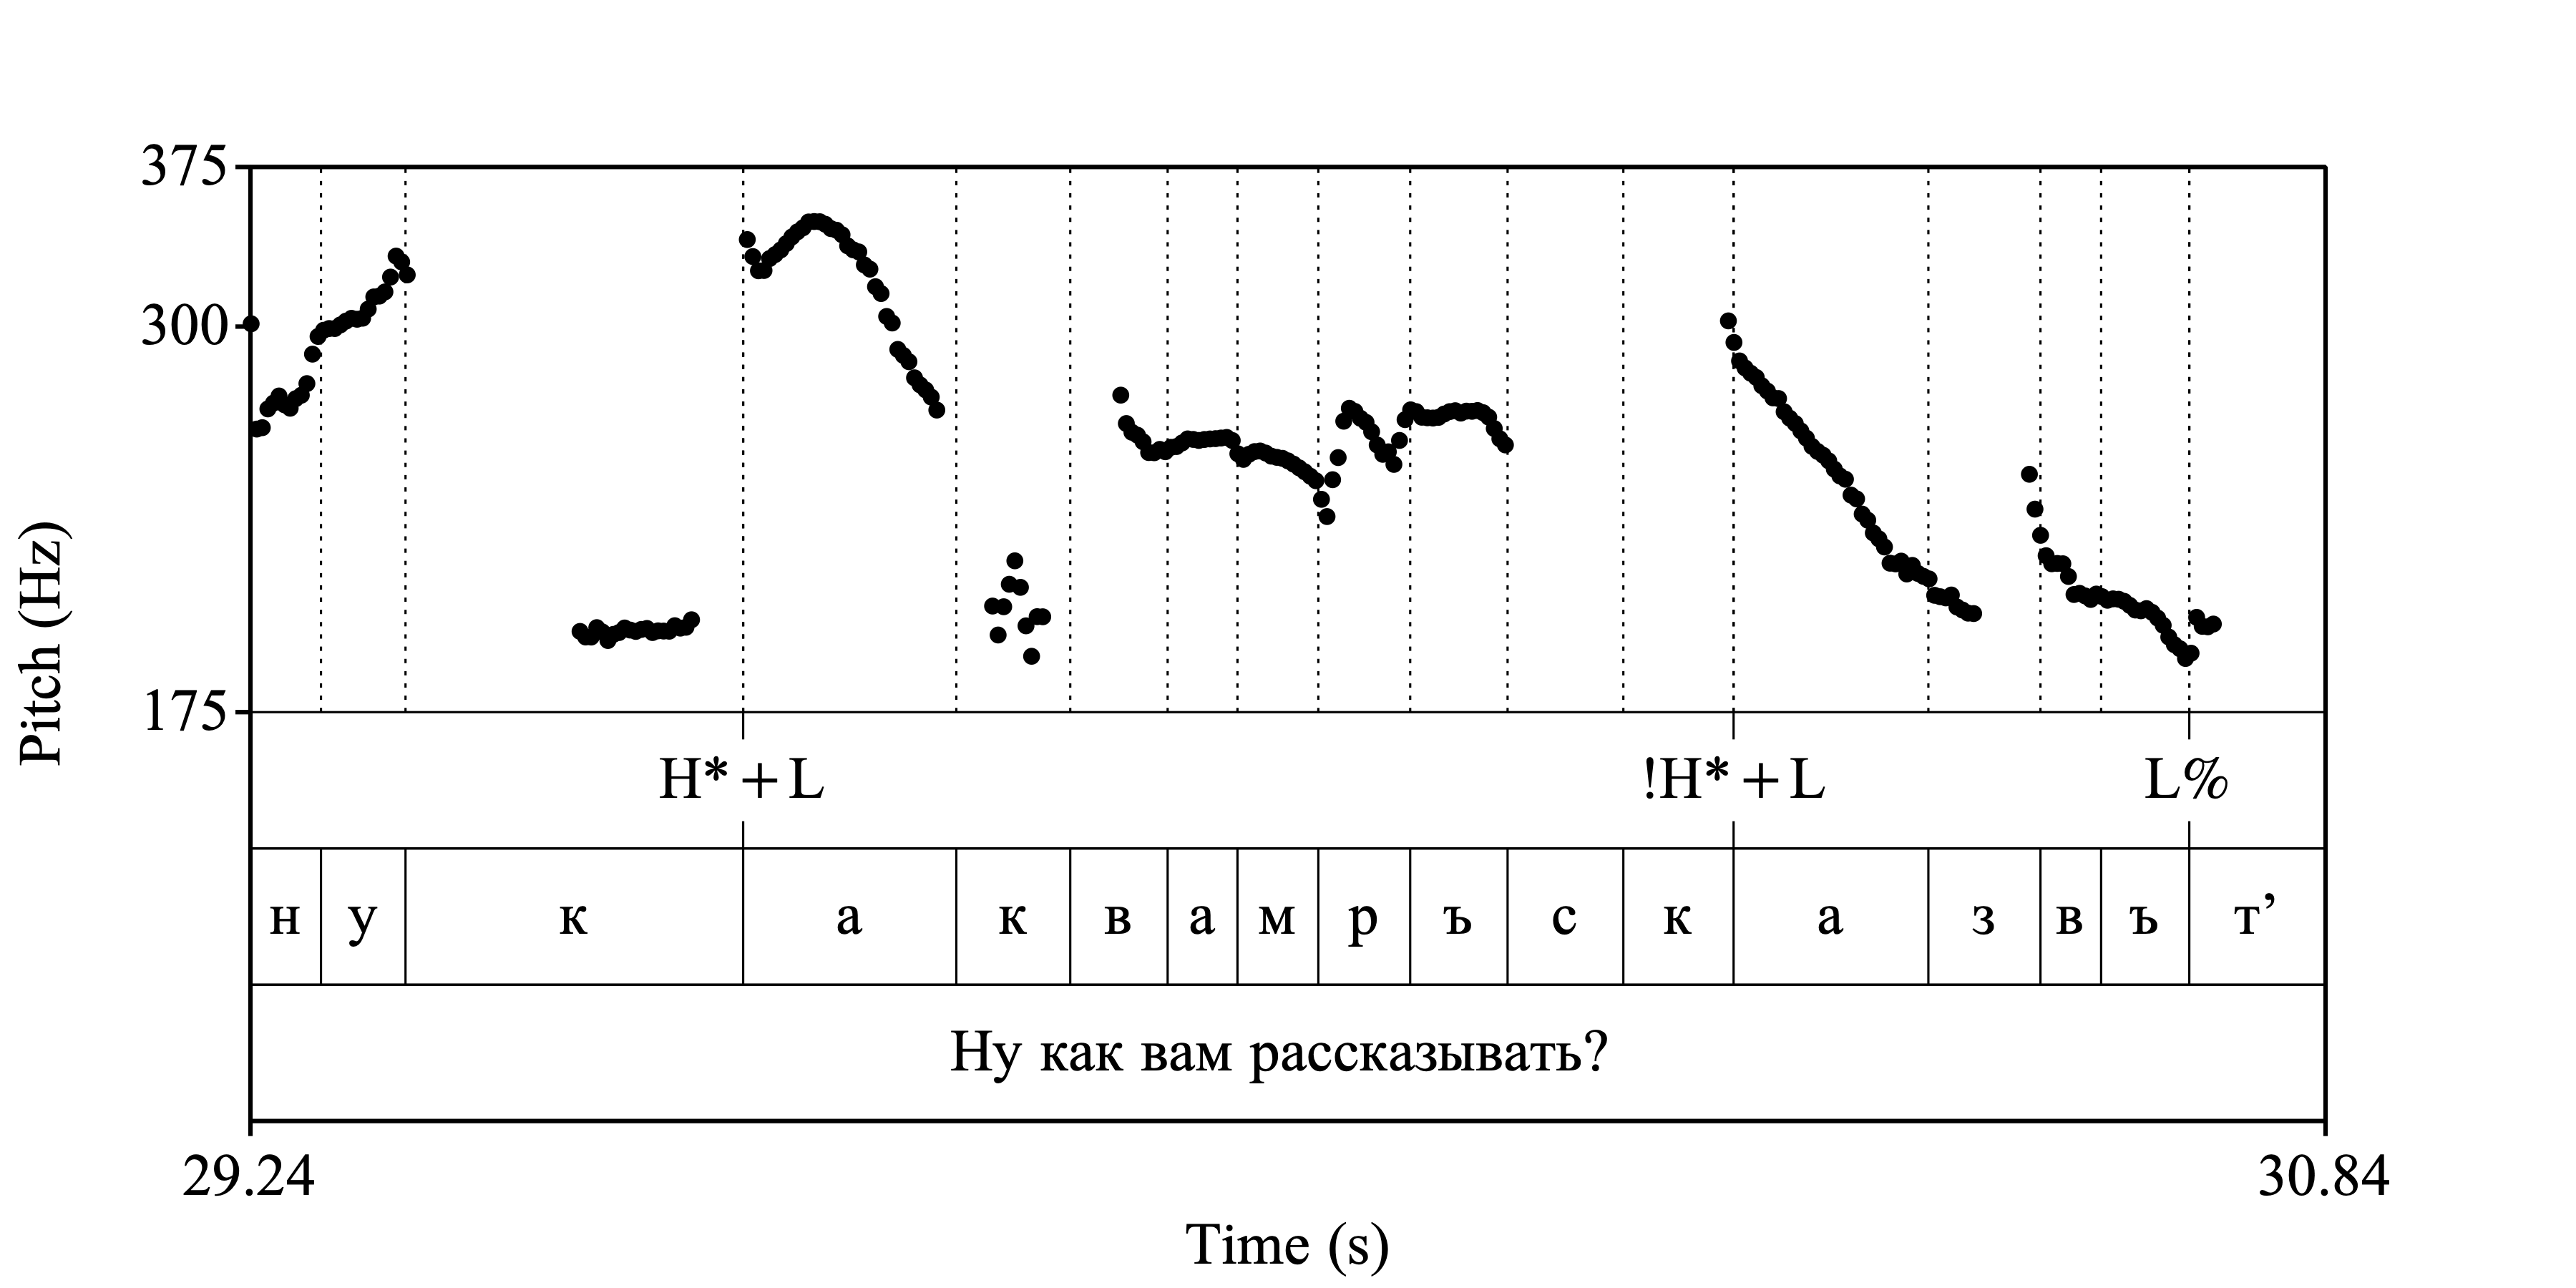 375
300
175
Pitch (Hz)
H* + L !H* + L L%
н у к а к в а м р ъ с к а з в ъ т’
Ну как вам рассказывать?
29.24 30.84
Time (s)